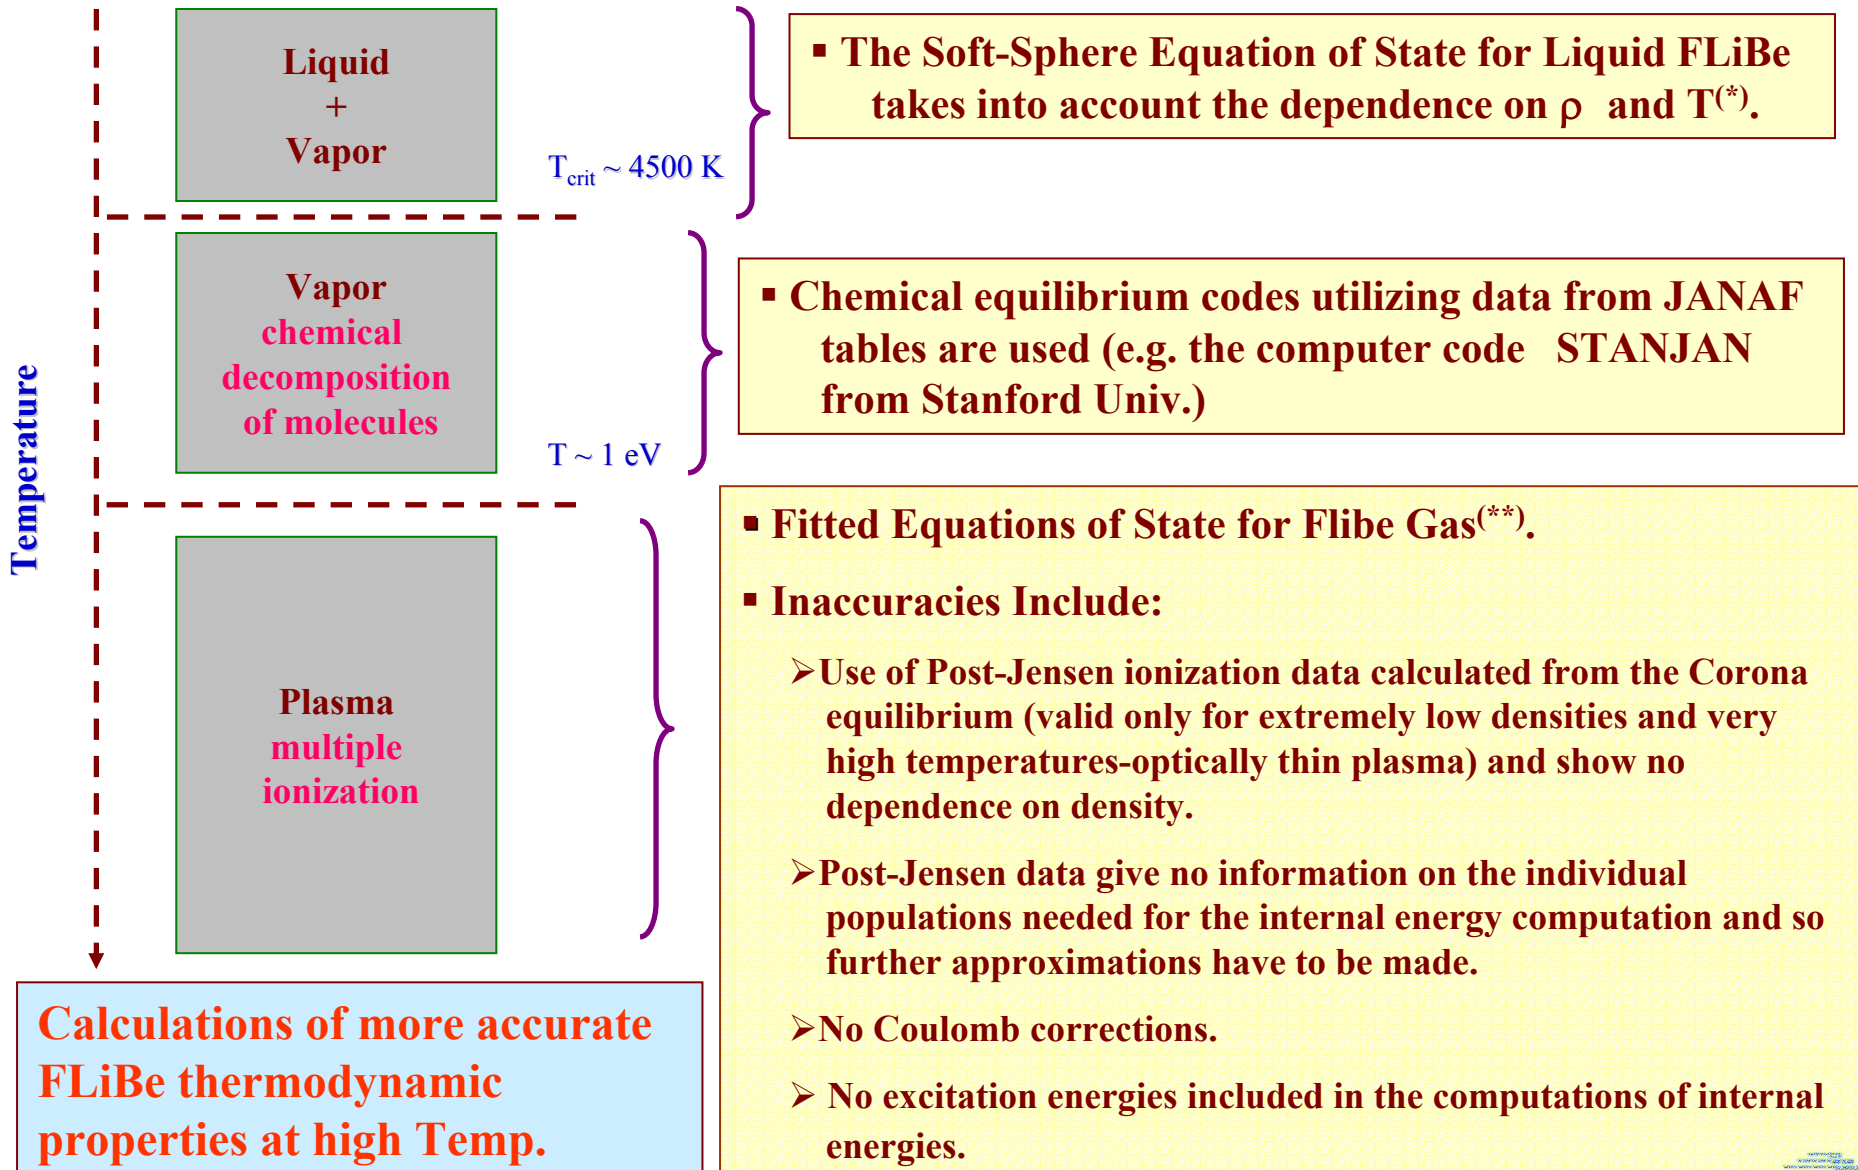 Liquid
+
Vapor
T_crit ~ 4500 K
▪ The Soft-Sphere Equation of State for Liquid FLiBe
takes into account the dependence on ρ and T(*).
Temperature
Vapor
chemical
decomposition
of molecules
T ~ 1 eV
▪ Chemical equilibrium codes utilizing data from JANAF
tables are used (e.g. the computer code STANJAN
from Stanford Univ.)
Plasma
multiple
ionization
▪ Fitted Equations of State for Flibe Gas(**).
▪ Inaccuracies Include:
➢Use of Post-Jensen ionization data calculated from the Corona
equilibrium (valid only for extremely low densities and very
high temperatures-optically thin plasma) and show no
dependence on density.
➢Post-Jensen data give no information on the individual
populations needed for the internal energy computation and so
further approximations have to be made.
➢No Coulomb corrections.
➢ No excitation energies included in the computations of internal
energies.
Calculations of more accurate
FLiBe thermodynamic
properties at high Temp.